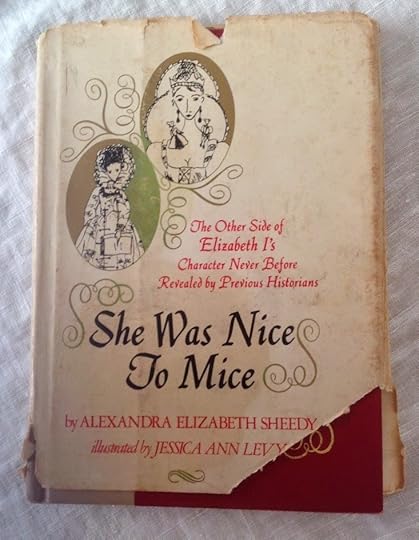 The Other Side of
Elizabeth I's
Character Never Before
Revealed by Previous Historians
She Was Nice
To Mice
by ALEXANDRA ELIZABETH SHEEDY
illustrated by JESSICA ANN LEVY